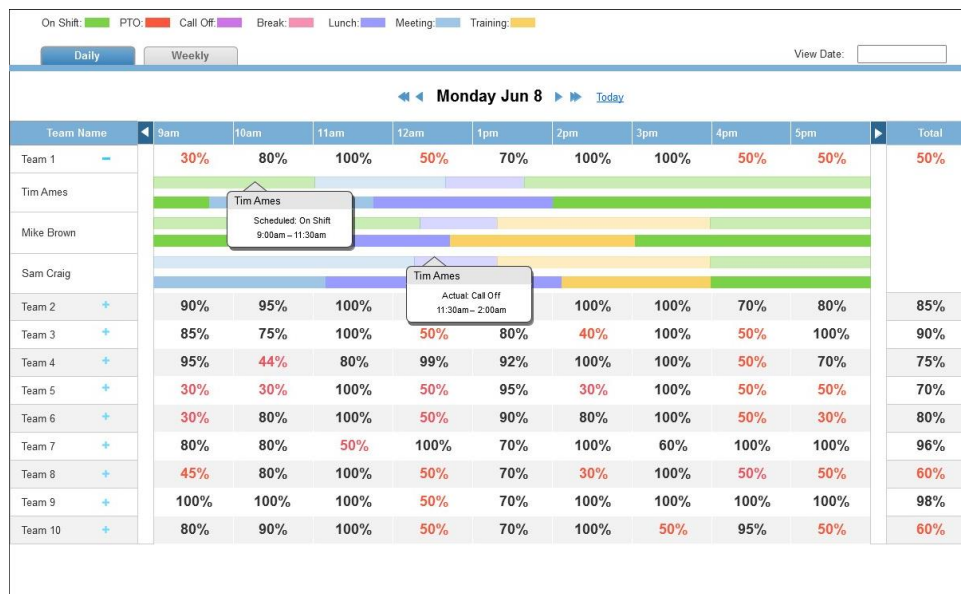 On Shift: PTO: Call Off: Break: Lunch: Meeting: Training:
Daily Weekly View Date:
Monday Jun 8 Today
Team Name 9am 10am 11am 12am 1pm 2pm 3pm 4pm 5pm Total
Team 1 − 30% 80% 100% 50% 70% 100% 100% 50% 50% 50%
Tim Ames
Tim Ames
Scheduled: On Shift
9:00am – 11:30am
Mike Brown
Sam Craig
Tim Ames
Actual: Call Off
11:30am – 2:00am
Team 2 + 90% 95% 100% 100% 100% 70% 80% 85%
Team 3 + 85% 75% 100% 50% 80% 40% 100% 50% 100% 90%
Team 4 + 95% 44% 80% 99% 92% 100% 100% 50% 70% 75%
Team 5 + 30% 30% 100% 50% 95% 30% 100% 50% 50% 70%
Team 6 + 30% 80% 100% 50% 90% 80% 100% 50% 30% 80%
Team 7 + 80% 80% 50% 100% 70% 100% 60% 100% 100% 96%
Team 8 + 45% 80% 100% 50% 70% 30% 100% 50% 50% 60%
Team 9 + 100% 100% 100% 50% 70% 100% 100% 100% 100% 98%
Team 10 + 80% 90% 100% 50% 70% 100% 50% 95% 50% 60%